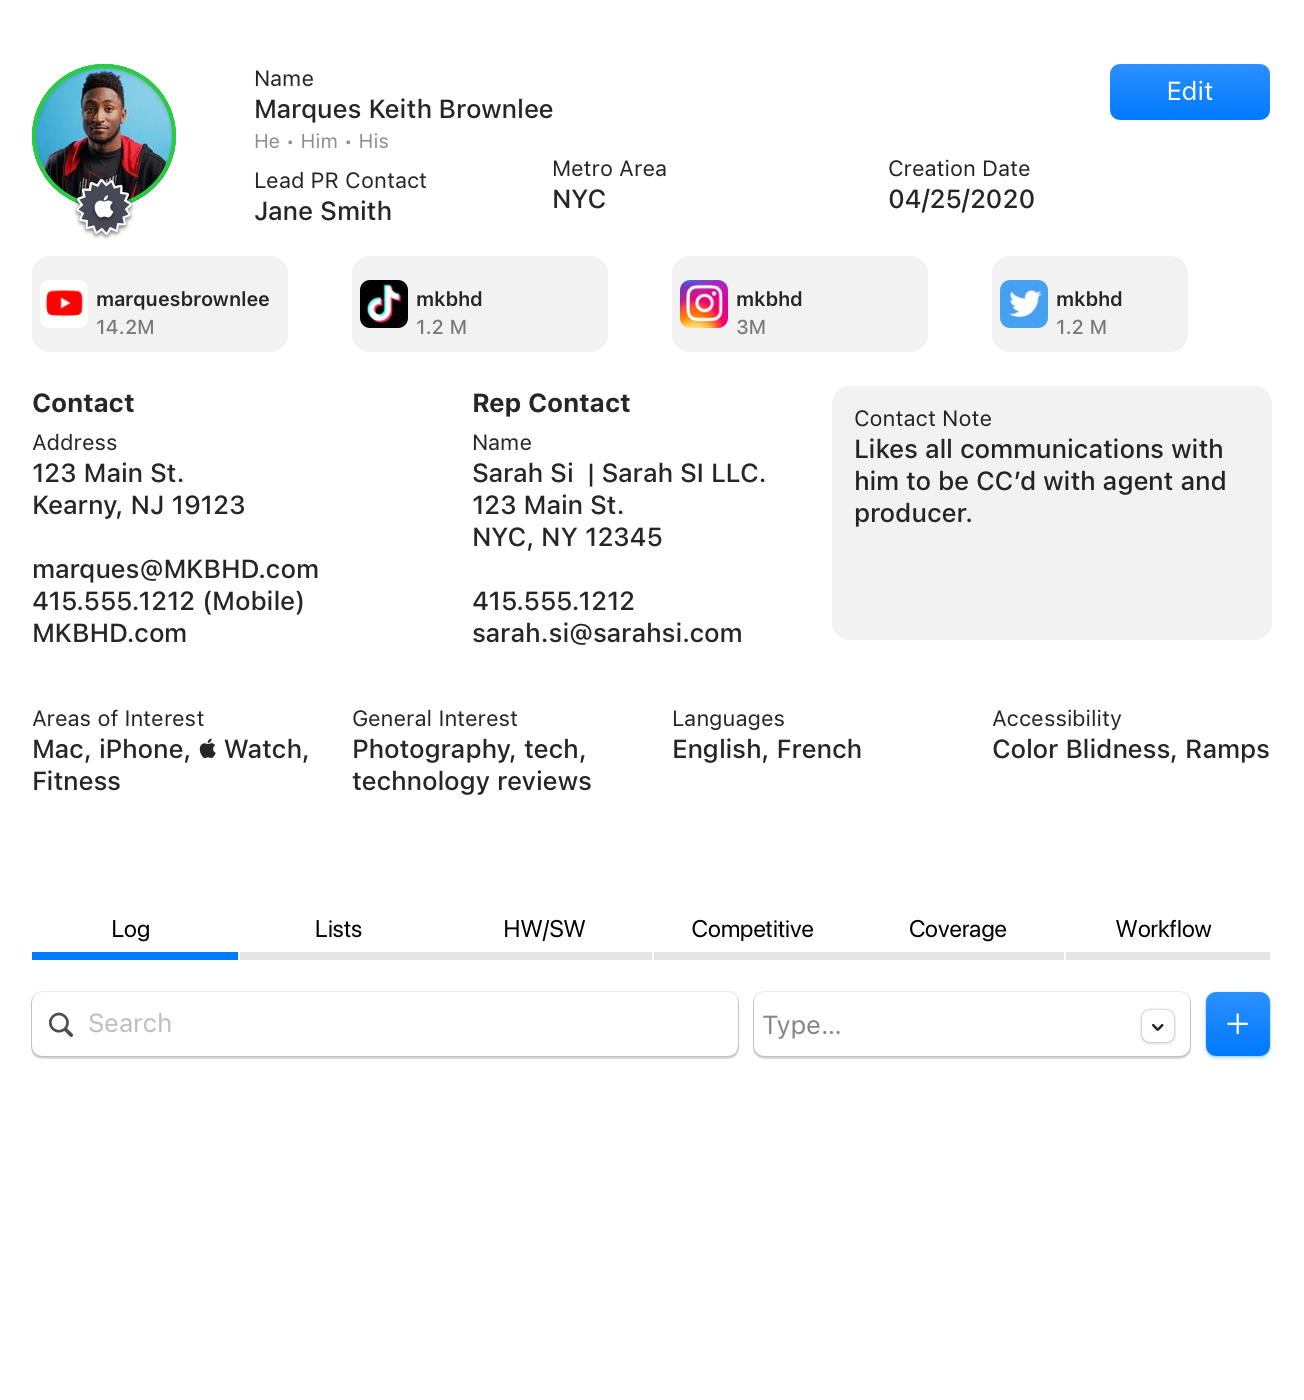 Name
Marques Keith Brownlee
He • Him • His
Lead PR Contact
Jane Smith
Metro Area
NYC
Creation Date
04/25/2020
Edit
marquesbrownlee
14.2M
mkbhd
1.2 M
mkbhd
3M
mkbhd
1.2 M
Contact
Address
123 Main St.
Kearny, NJ 19123
marques@MKBHD.com
415.555.1212 (Mobile)
MKBHD.com
Rep Contact
Name
Sarah Si | Sarah SI LLC.
123 Main St.
NYC, NY 12345
415.555.1212
sarah.si@sarahsi.com
Contact Note
Likes all communications with
him to be CC’d with agent and
producer.
Areas of Interest
Mac, iPhone,  Watch,
Fitness
General Interest
Photography, tech,
technology reviews
Languages
English, French
Accessibility
Color Blidness, Ramps
Log
Lists
HW/SW
Competitive
Coverage
Workflow
Search
Type...